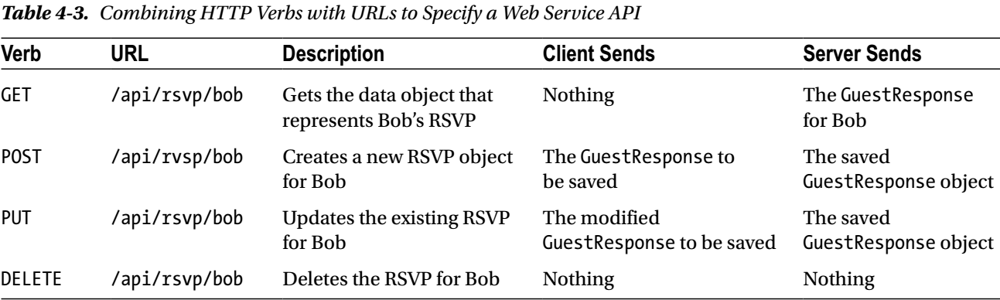 Table 4-3. Combining HTTP Verbs with URLs to Specify a Web Service API
Verb URL Description Client Sends Server Sends
GET /api/rsvp/bob Gets the data object that Nothing The GuestResponse
represents Bob's RSVP for Bob
POST /api/rvsp/bob Creates a new RSVP object The GuestResponse to The saved
for Bob be saved GuestResponse object
PUT /api/rsvp/bob Updates the existing RSVP The modified The saved
for Bob GuestResponse to be saved GuestResponse object
DELETE /api/rsvp/bob Deletes the RSVP for Bob Nothing Nothing